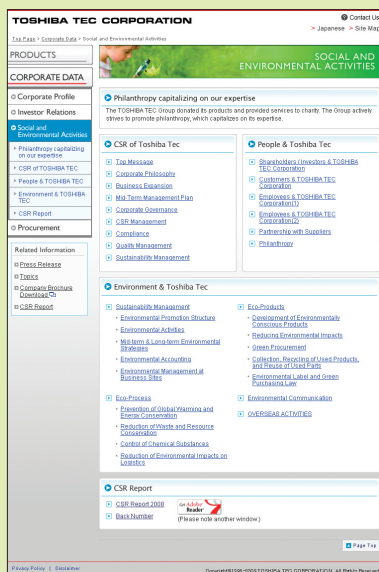 TOSHIBA TEC CORPORATION
Contact Us
> Japanese > Site Map
Top Page > Corporate Data > Social and Environmental Activities
PRODUCTS
CORPORATE DATA
SOCIAL AND
ENVIRONMENTAL ACTIVITIES
Corporate Profile
Investor Relations
Social and
Environmental Activities
Philanthropy capitalizing
on our expertise
CSR of TOSHIBA TEC
People & TOSHIBA TEC
Environment & TOSHIBA
TEC
CSR Report
Procurement
Related Information
Press Release
Topics
Company Brochure
Download
CSR Report
Philanthropy capitalizing on our expertise
The TOSHIBA TEC Group donated its products and provided services to charity. The Group actively
strives to promote philanthropy, which capitalizes on its expertise.
CSR of Toshiba Tec
Top Message
Corporate Philosophy
Business Expansion
Mid-Term Management Plan
Corporate Governance
CSR Management
Compliance
Quality Management
Sustainability Management
People & Toshiba Tec
Shareholders / Investors & TOSHIBA
TEC Corporation
Customers & TOSHIBA TEC
Corporation
Employees & TOSHIBA TEC
Corporation(1)
Employees & TOSHIBA TEC
Corporation(2)
Partnership with Suppliers
Philanthropy
Environment & Toshiba Tec
Sustainability Management
Environmental Promotion Structure
Environmental Activities
Mid-term & Long-term Environmental
Strategies
Environmental Accounting
Environmental Management at
Business Sites
Eco-Process
Prevention of Global Warming and
Energy Conservation
Reduction of Waste and Resource
Conservation
Control of Chemical Substances
Reduction of Environmental Impacts on
Logistics
Eco-Products
Development of Environmentally
Conscious Products
Reducing Environmental Impacts
Green Procurement
Collection, Recycling of Used Products,
and Reuse of Used Parts
Environmental Label and Green
Purchasing Law
Environmental Communication
OVERSEAS ACTIVITIES
CSR Report
CSR Report 2008
Back Number
Get Adobe
Reader
(Please note another window.)
Page Top
Privacy Policy | Disclaimer
Copyright©1998-2009 TOSHIBA TEC CORPORATION, All Rights Reserved.